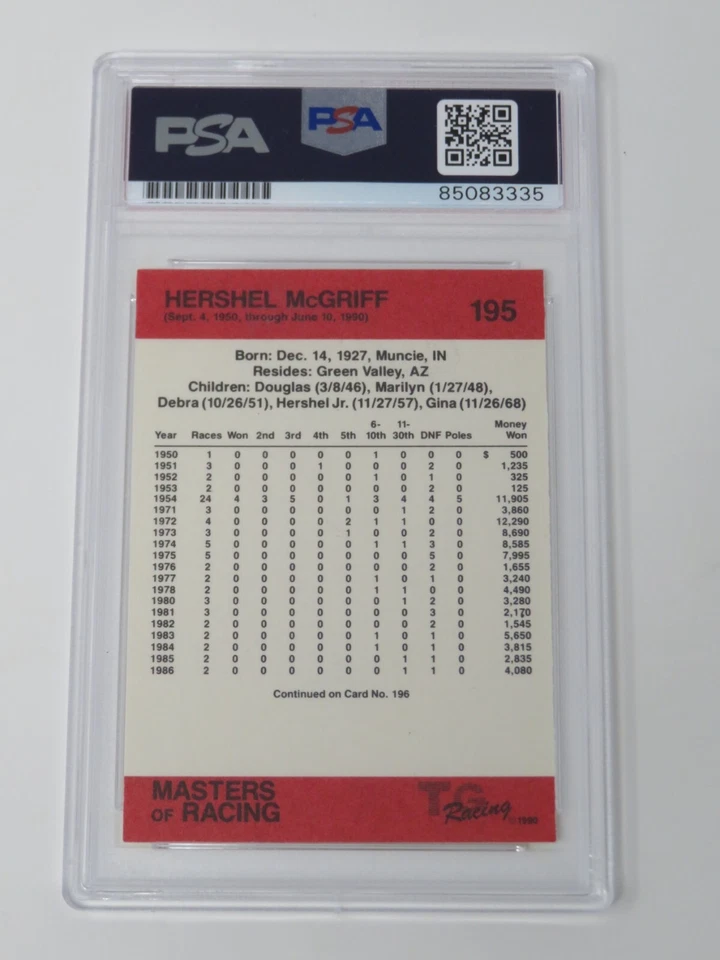 PSA PSA
85083335
HERSHEL McGRIFF 195
(Sept. 4, 1950, through June 10, 1990)
Born: Dec. 14, 1927, Muncie, IN
Resides: Green Valley, AZ
Children: Douglas (3/8/46), Marilyn (1/27/48),
Debra (10/26/51), Hershel Jr. (11/27/57), Gina (11/26/68)
6- 11- Money
Year Races Won 2nd 3rd 4th 5th 10th 30th DNF Poles Won
1950 1 0 0 0 0 0 1 0 0 0 $ 500
1951 3 0 0 0 1 0 0 0 2 0 1,235
1952 2 0 0 0 0 0 1 0 1 0 325
1953 2 0 0 0 0 0 0 0 2 0 125
1954 24 4 3 5 0 1 3 4 4 5 11,905
1971 3 0 0 0 0 0 0 1 2 0 3,860
1972 4 0 0 0 0 2 1 1 0 0 12,290
1973 3 0 0 0 0 1 0 0 2 0 8,690
1974 5 0 0 0 0 0 1 1 3 0 8,585
1975 5 0 0 0 0 0 0 0 5 0 7,995
1976 2 0 0 0 0 0 0 0 2 0 1,655
1977 2 0 0 0 0 0 1 0 1 0 3,240
1978 2 0 0 0 0 0 1 1 0 0 4,490
1980 3 0 0 0 0 0 0 1 2 0 3,280
1981 3 0 0 0 0 0 0 0 3 0 2,170
1982 2 0 0 0 0 0 0 0 2 0 1,545
1983 2 0 0 0 0 0 1 0 1 0 5,650
1984 2 0 0 0 0 0 1 0 1 0 3,815
1985 2 0 0 0 0 0 0 1 1 0 2,835
1986 2 0 0 0 0 0 0 1 1 0 4,080
Continued on Card No. 196
MASTERS
OF RACING
TG
Racing © 1990